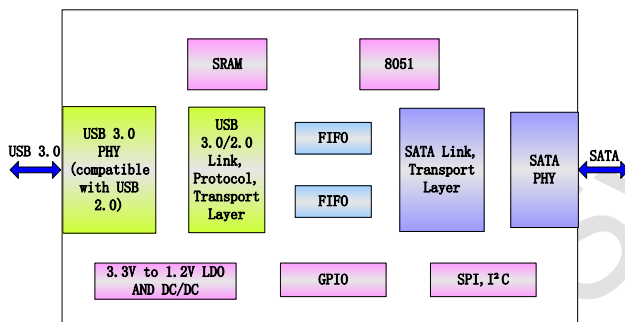 SRAM
8051
USB 3.0
USB 3.0
PHY
(compatible
with USB
2.0)
USB
3.0/2.0
Link,
Protocol,
Transport
Layer
FIFO
FIFO
SATA Link,
Transport
Layer
SATA
PHY
SATA
3.3V to 1.2V LDO
AND DC/DC
GPIO
SPI, I²C